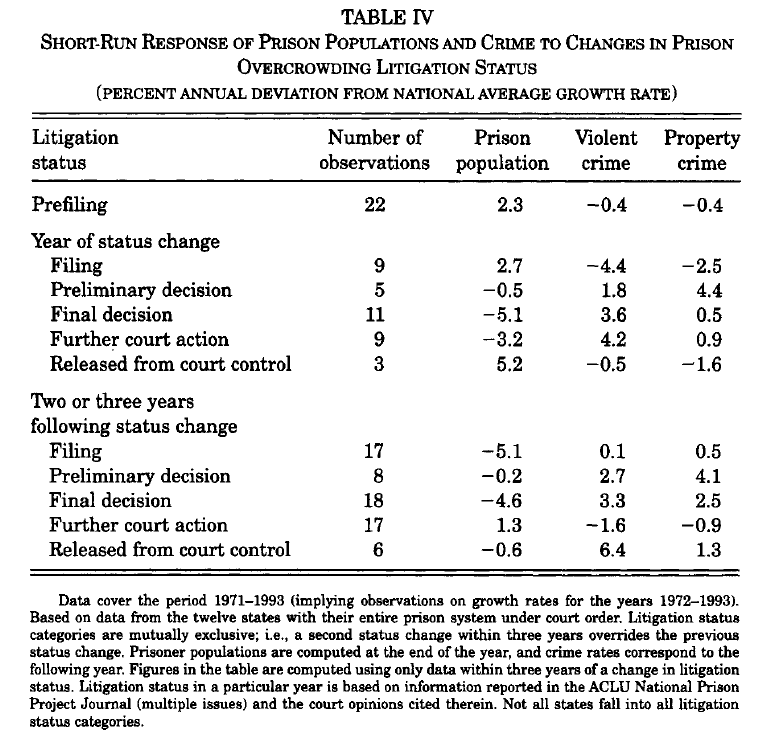 TABLE IV
SHORT-RUN RESPONSE OF PRISON POPULATIONS AND CRIME TO CHANGES IN PRISON
OVERCROWDING LITIGATION STATUS
(PERCENT ANNUAL DEVIATION FROM NATIONAL AVERAGE GROWTH RATE)
Litigation Number of Prison Violent Property
status observations population crime crime
Prefiling 22 2.3 −0.4 −0.4
Year of status change
Filing 9 2.7 −4.4 −2.5
Preliminary decision 5 −0.5 1.8 4.4
Final decision 11 −5.1 3.6 0.5
Further court action 9 −3.2 4.2 0.9
Released from court control 3 5.2 −0.5 −1.6
Two or three years
following status change
Filing 17 −5.1 0.1 0.5
Preliminary decision 8 −0.2 2.7 4.1
Final decision 18 −4.6 3.3 2.5
Further court action 17 1.3 −1.6 −0.9
Released from court control 6 −0.6 6.4 1.3
Data cover the period 1971–1993 (implying observations on growth rates for the years 1972–1993).
Based on data from the twelve states with their entire prison system under court order. Litigation status
categories are mutually exclusive; i.e., a second status change within three years overrides the previous
status change. Prisoner populations are computed at the end of the year, and crime rates correspond to the
following year. Figures in the table are computed using only data within three years of a change in litigation
status. Litigation status in a particular year is based on information reported in the ACLU National Prison
Project Journal (multiple issues) and the court opinions cited therein. Not all states fall into all litigation
status categories.